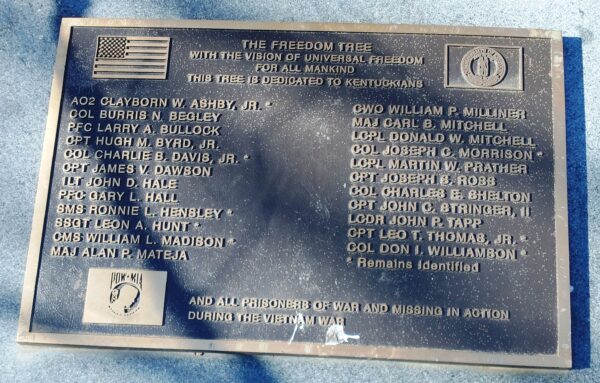 THE FREEDOM TREE
WITH THE VISION OF UNIVERSAL FREEDOM
FOR ALL MANKIND
THIS TREE IS DEDICATED TO KENTUCKIANS
AO2 CLAYBORN W. ASHBY, JR. *
COL BURRIS N. BEGLEY
PFC LARRY A. BULLOCK
CPT HUGH M. BYRD, JR.
COL CHARLIE B. DAVIS, JR. *
CPT JAMES V. DAWSON
1LT JOHN D. HALE
PFC GARY L. HALL
SMS RONNIE L. HENSLEY *
SSGT LEON A. HUNT *
CMS WILLIAM L. MADISON *
MAJ ALAN P. MATEJA
CWO WILLIAM P. MILLINER
MAJ CARL B. MITCHELL
LCPL DONALD W. MITCHELL
COL JOSEPH C. MORRISON *
LCPL MARTIN W. PRATHER
CPT JOSEPH S. ROSS
COL CHARLES E. SHELTON
CPT JOHN C. STRINGER, II
LCDR JOHN P. TAPP
CPT LEO T. THOMAS, JR. *
COL DON I. WILLIAMSON *
* Remains Identified
POW-MIA
AND ALL PRISONERS OF WAR AND MISSING IN ACTION
DURING THE VIETNAM WAR